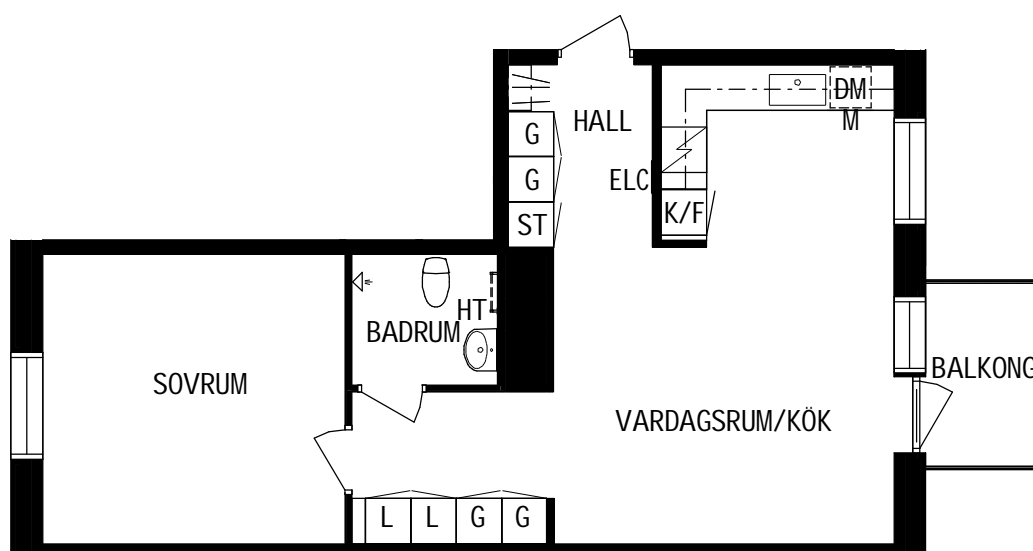 DM
M
HALL
G
G
ST
ELC
K/F
HT
BADRUM
SOVRUM
BALKONG
VARDAGSRUM/KÖK
L L G G